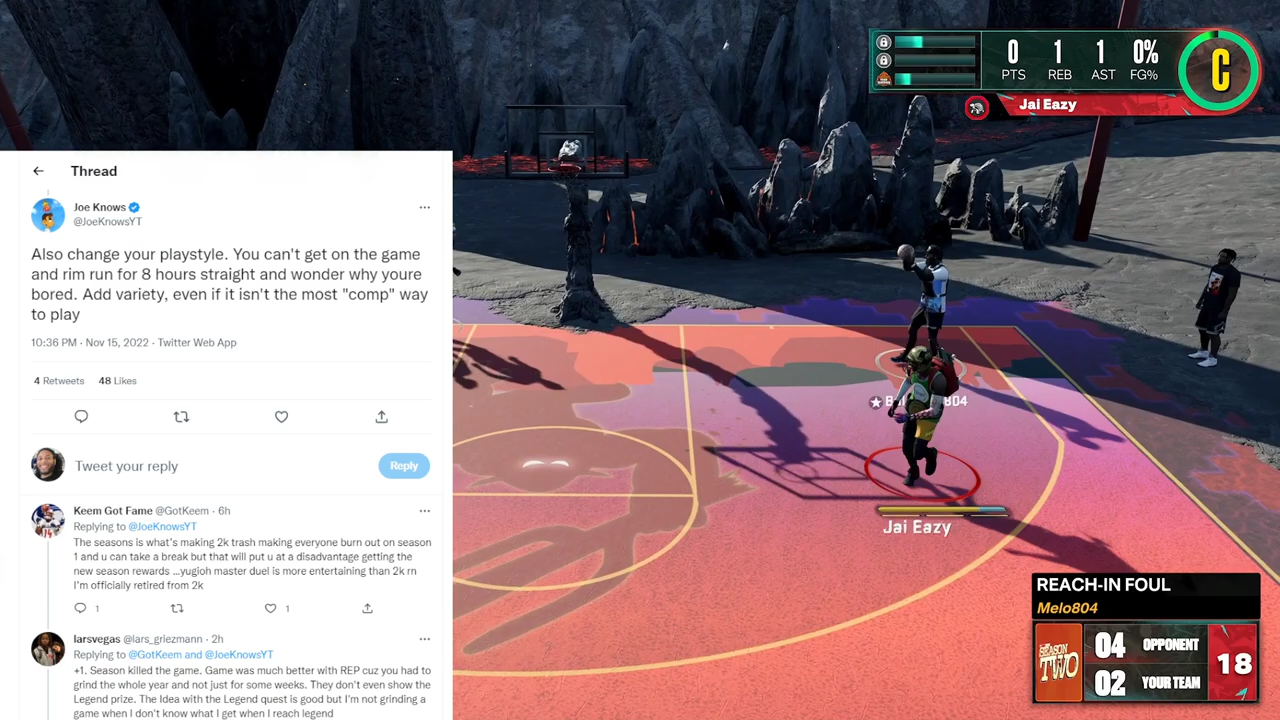 Thread
Joe Knows
@JoeKnowsYT
Also change your playstyle. You can't get on the game
and rim run for 8 hours straight and wonder why youre
bored. Add variety, even if it isn't the most "comp" way
to play
10:36 PM · Nov 15, 2022 · Twitter Web App
4 Retweets 48 Likes
Tweet your reply
Reply
Keem Got Fame @GotKeem · 6h
Replying to @JoeKnowsYT
The seasons is what's making 2k trash making everyone burn out on season
1 and u can take a break but that will put u at a disadvantage getting the
new season rewards ...yugioh master duel is more entertaining than 2k rn
I'm officially retired from 2k
1 1
larsvegas @lars_griezmann · 2h
Replying to @GotKeem and @JoeKnowsYT
+1. Season killed the game. Game was much better with REP cuz you had to
grind the whole year and not just for some weeks. They don't even show the
Legend prize. The Idea with the Legend quest is good but I'm not grinding a
game when I don't know what I get when I reach legend
0 1 1 0%
PTS REB AST FG%
C
Jai Eazy
804
Jai Eazy
REACH-IN FOUL
Melo804
SEASON
TWO
04 OPPONENT
02 YOUR TEAM
18